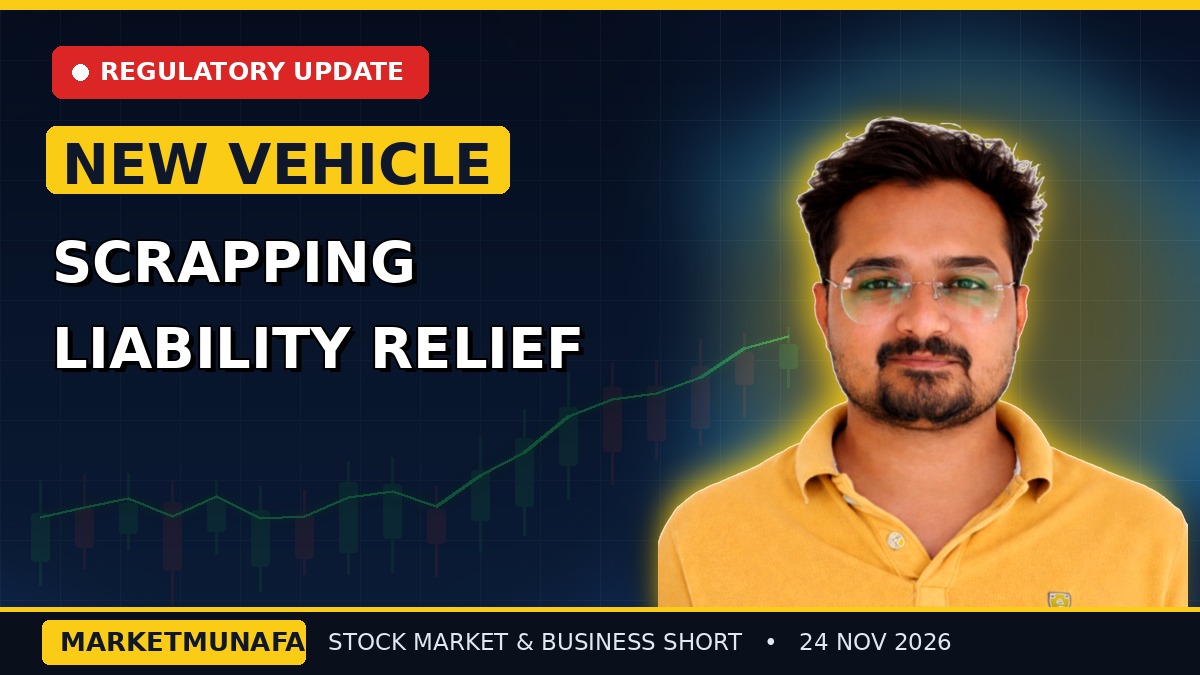 REGULATORY UPDATE
NEW VEHICLE
SCRAPPING
LIABILITY RELIEF
MARKETMUNAFA STOCK MARKET & BUSINESS SHORT • 24 NOV 2026